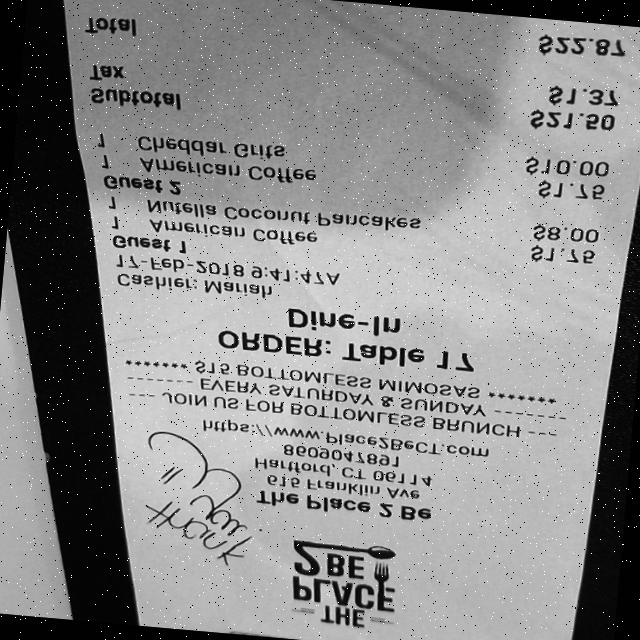 THE
PLACE
2 BE
Thank
you
The Place 2 Be
615 Franklin Ave
Hartford, CT 06114
8609047891
https://www.Place2BeCT.com
--- JOIN US FOR BOTTOMLESS BRUNCH ---
------- EVERY SATURDAY & SUNDAY -------
******* $15 BOTTOMLESS MIMOSAS *******
ORDER: Table 17
Dine-In
Cashier: Mariah
17-Feb-2018 9:41:47A
Guest 1
1 American Coffee $1.75
1 Nutella Coconut Pancakes $8.00
Guest 2
1 American Coffee $1.75
1 Cheddar Grits $10.00
Subtotal $21.50
Tax $1.37
Total $22.87